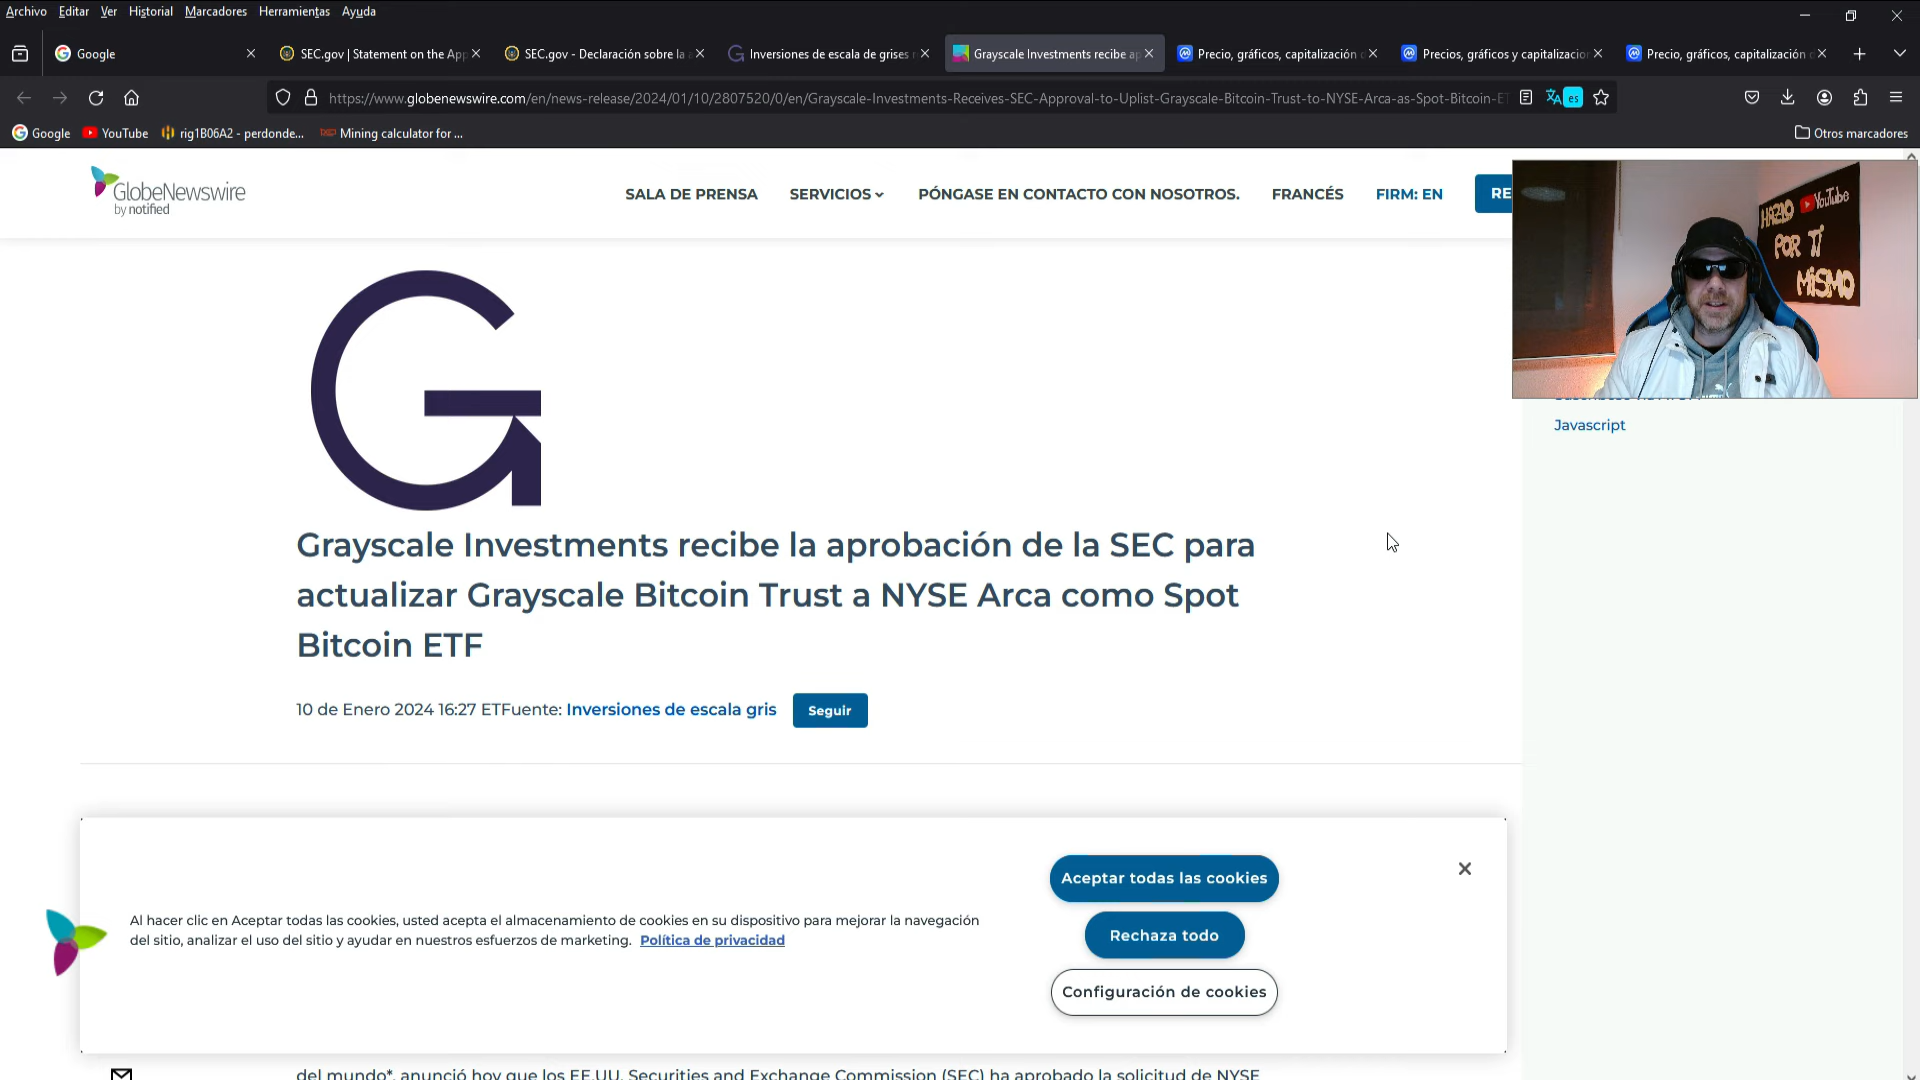 Archivo Editar Ver Historial Marcadores Herramientas Ayuda
Google
SEC.gov | Statement on the App
SEC.gov - Declaración sobre la a
Inversiones de escala de grises r
Grayscale Investments recibe ap
Precio, gráficos, capitalización d
Precios, gráficos y capitalizacion
Precio, gráficos, capitalización d
https://www.globenewswire.com/en/news-release/2024/01/10/2807520/0/en/Grayscale-Investments-Receives-SEC-Approval-to-Uplist-Grayscale-Bitcoin-Trust-to-NYSE-Arca-as-Spot-Bitcoin-ET
es
Google YouTube rig1B06A2 - perdonde... Mining calculator for ... Otros marcadores
GlobeNewswire
by notified
SALA DE PRENSA SERVICIOS PÓNGASE EN CONTACTO CON NOSOTROS. FRANCÉS FIRM: EN RE
HAZLO YouTube
POR TÍ
MISMO
Javascript
Grayscale Investments recibe la aprobación de la SEC para
actualizar Grayscale Bitcoin Trust a NYSE Arca como Spot
Bitcoin ETF
10 de Enero 2024 16:27 ETFuente: Inversiones de escala gris Seguir
Al hacer clic en Aceptar todas las cookies, usted acepta el almacenamiento de cookies en su dispositivo para mejorar la navegación
del sitio, analizar el uso del sitio y ayudar en nuestros esfuerzos de marketing. Política de privacidad
Aceptar todas las cookies
Rechaza todo
Configuración de cookies
del mundo*, anunció hoy que los EE.UU. Securities and Exchange Commission (SEC) ha aprobado la solicitud de NYSE